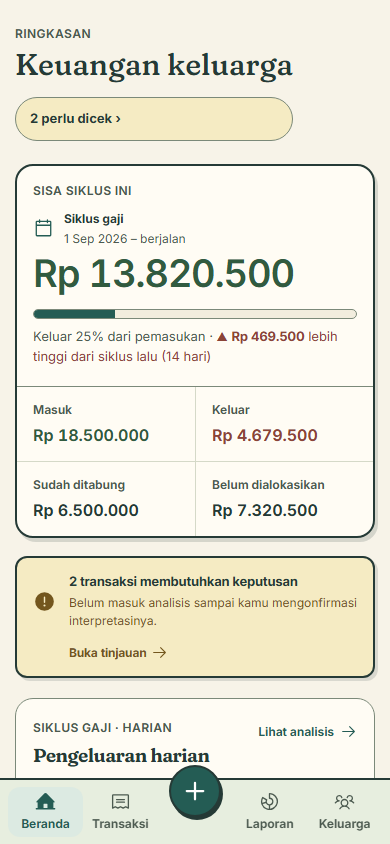 RINGKASAN
Keuangan keluarga
2 perlu dicek ›
SISA SIKLUS INI
Siklus gaji
1 Sep 2026 – berjalan
Rp 13.820.500
Keluar 25% dari pemasukan · ▲ Rp 469.500 lebih
tinggi dari siklus lalu (14 hari)
Masuk
Rp 18.500.000
Keluar
Rp 4.679.500
Sudah ditabung
Rp 6.500.000
Belum dialokasikan
Rp 7.320.500
2 transaksi membutuhkan keputusan
Belum masuk analisis sampai kamu mengonfirmasi
interpretasinya.
Buka tinjauan →
SIKLUS GAJI · HARIAN
Lihat analisis →
Pengeluaran harian
Beranda
Transaksi
Laporan
Keluarga